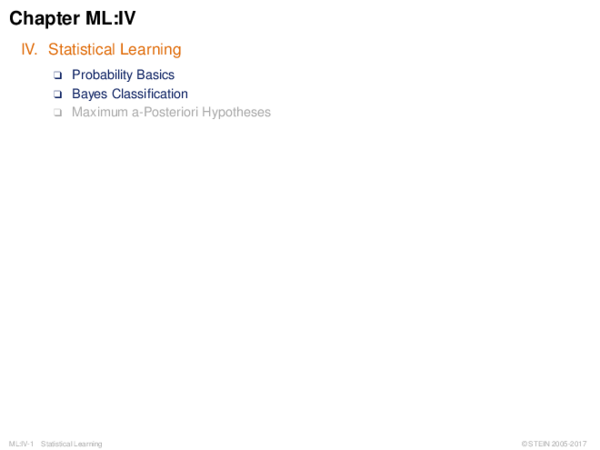 Chapter ML:IV
IV. Statistical Learning
❑ Probability Basics
❑ Bayes Classification
❑ Maximum a-Posteriori Hypotheses
ML:IV-1 Statistical Learning © STEIN 2005-2017